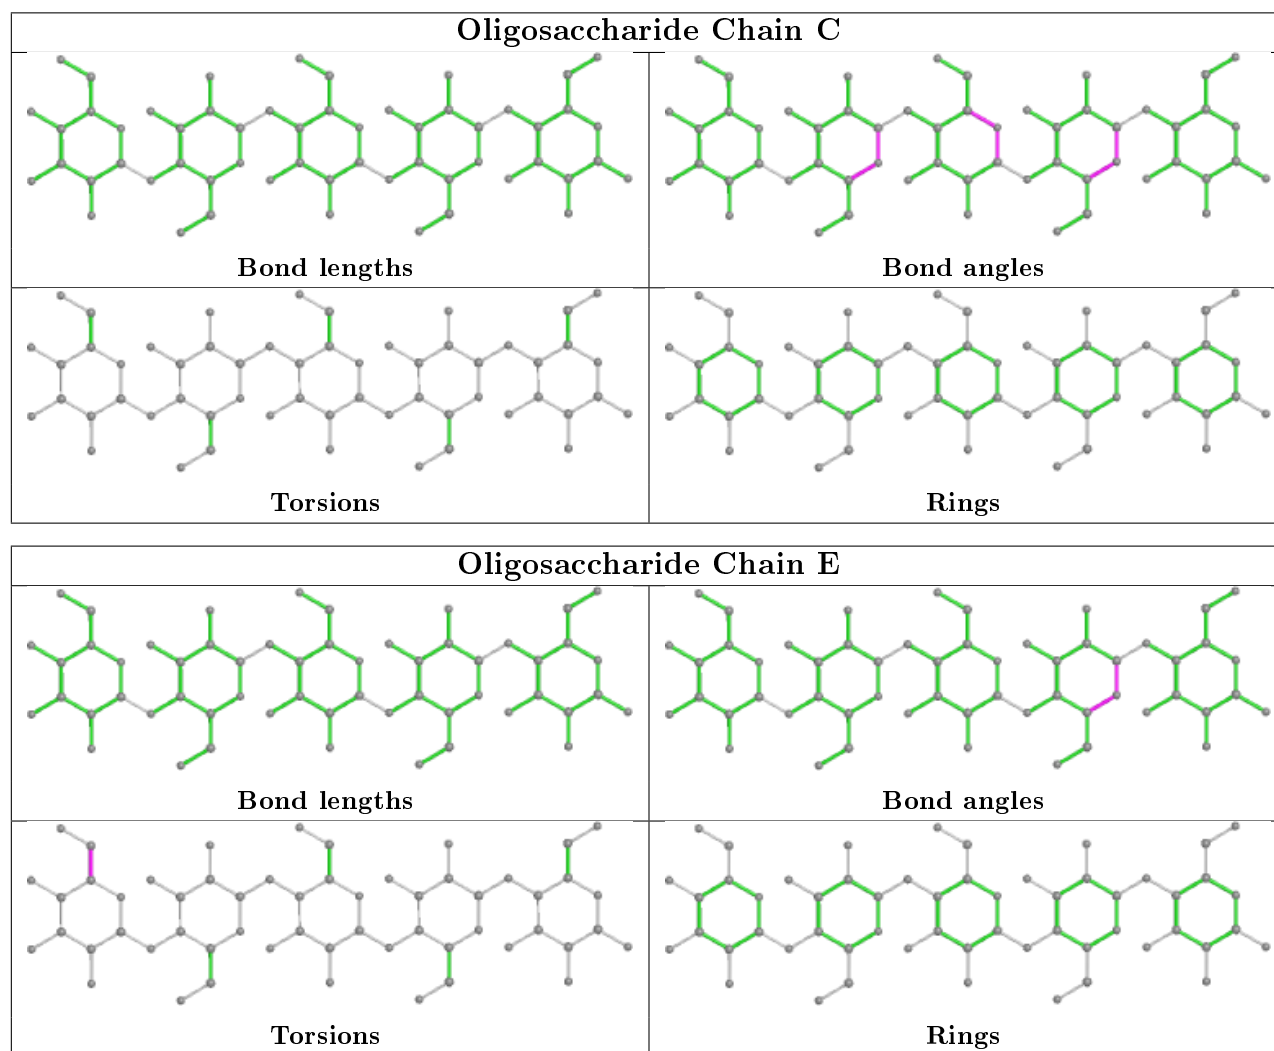 Oligosaccharide Chain C
Bond lengths
Bond angles
Torsions
Rings
Oligosaccharide Chain E
Bond lengths
Bond angles
Torsions
Rings